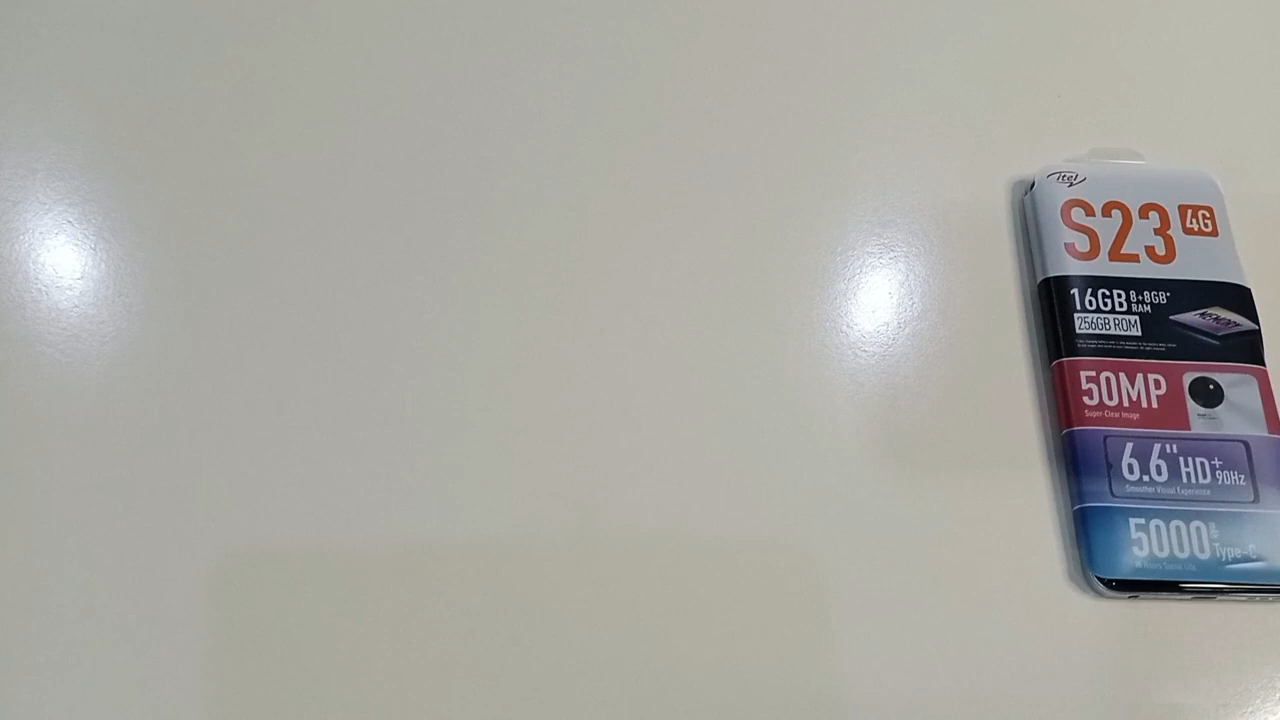 itel
S23 4G
16GB 8+8GB*
RAM
256GB ROM
MEMORY
50MP
Super-Clear Image
6.6" HD+
90Hz
Smoother Visual Experience
5000
Type-C